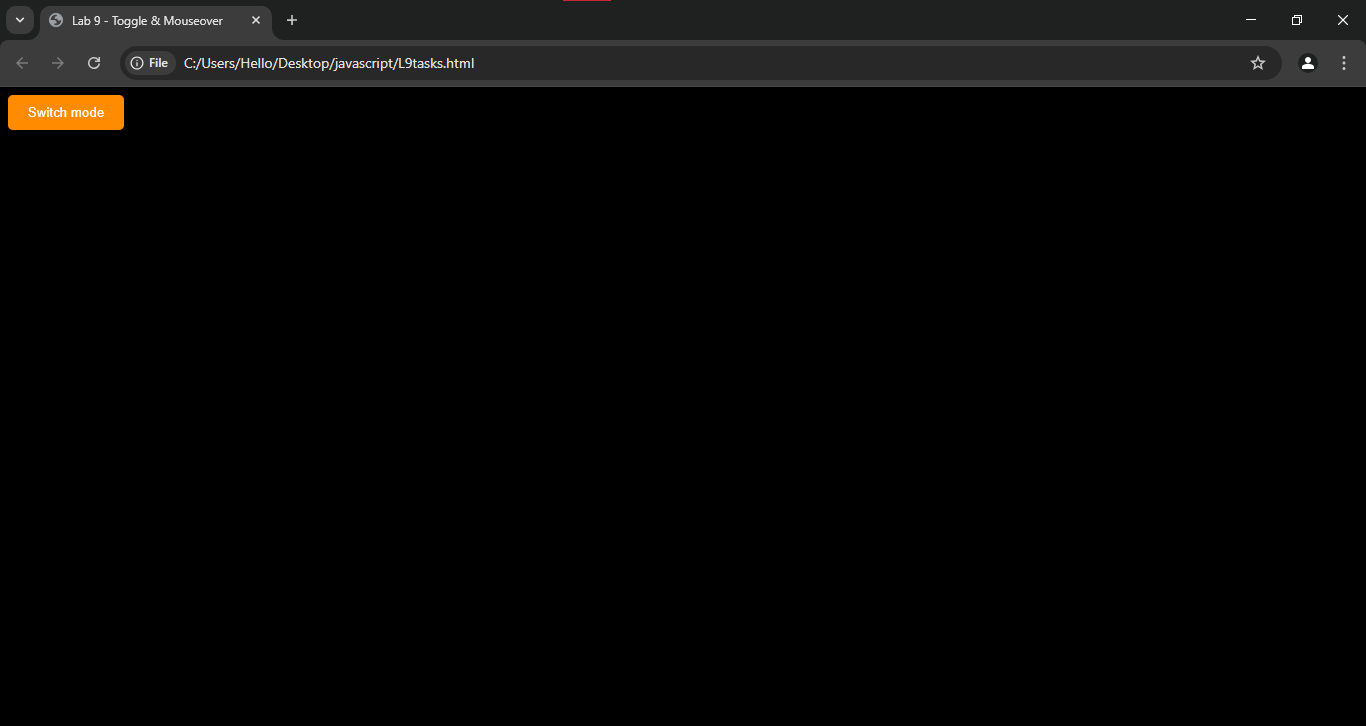 Lab 9 - Toggle & Mouseover
File C:/Users/Hello/Desktop/javascript/L9tasks.html
Switch mode